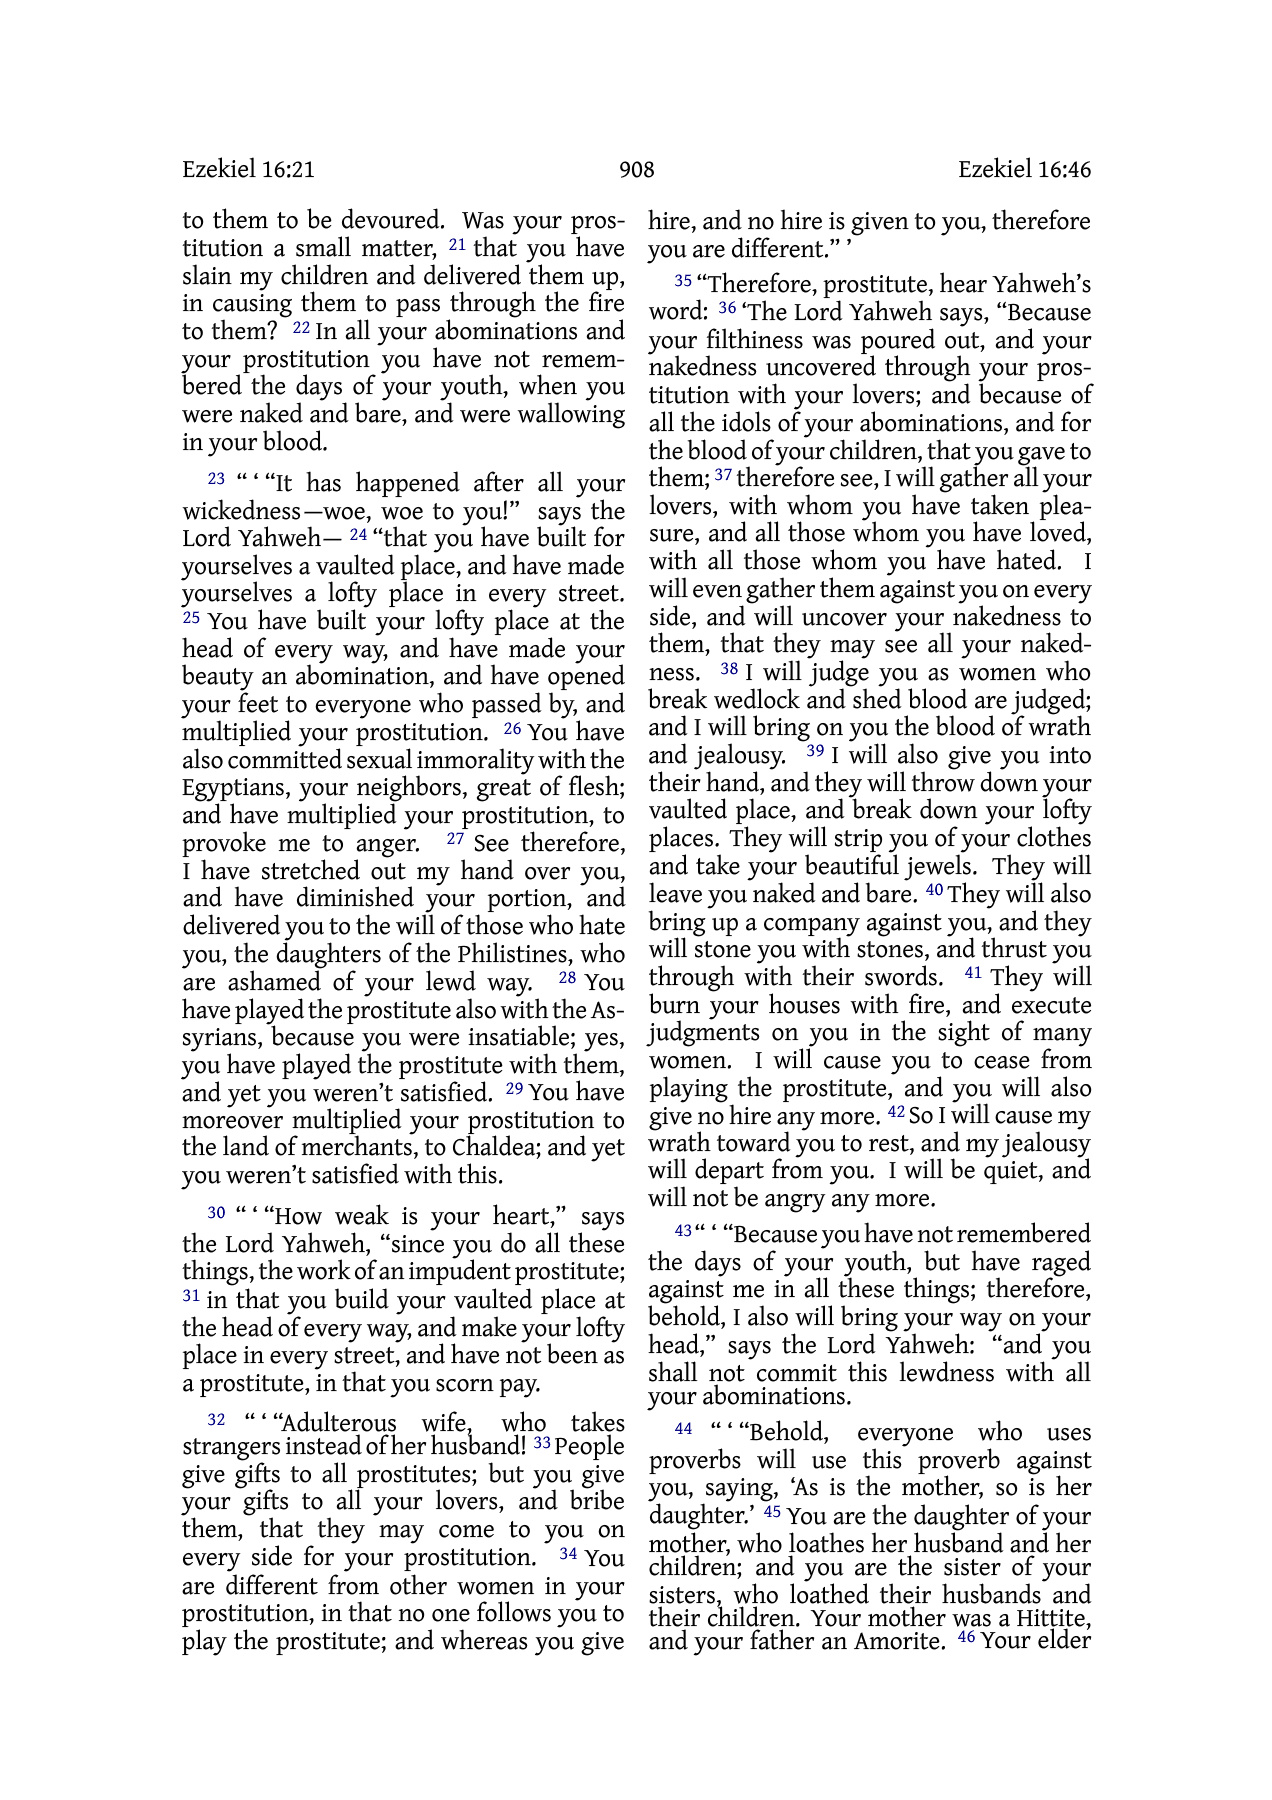 Ezekiel 16:21
908
Ezekiel 16:46
to them to be devoured. Was your pros-
titution a small matter, 21 that you have
slain my children and delivered them up,
in causing them to pass through the fire
to them? 22 In all your abominations and
your prostitution you have not remem-
bered the days of your youth, when you
were naked and bare, and were wallowing
in your blood.
23 “ ‘ “It has happened after all your
wickedness—woe, woe to you!” says the
Lord Yahweh— 24 “that you have built for
yourselves a vaulted place, and have made
yourselves a lofty place in every street.
25 You have built your lofty place at the
head of every way, and have made your
beauty an abomination, and have opened
your feet to everyone who passed by, and
multiplied your prostitution. 26 You have
also committed sexual immorality with the
Egyptians, your neighbors, great of flesh;
and have multiplied your prostitution, to
provoke me to anger. 27 See therefore,
I have stretched out my hand over you,
and have diminished your portion, and
delivered you to the will of those who hate
you, the daughters of the Philistines, who
are ashamed of your lewd way. 28 You
have played the prostitute also with the As-
syrians, because you were insatiable; yes,
you have played the prostitute with them,
and yet you weren’t satisfied. 29 You have
moreover multiplied your prostitution to
the land of merchants, to Chaldea; and yet
you weren’t satisfied with this.
30 “ ‘ “How weak is your heart,” says
the Lord Yahweh, “since you do all these
things, the work of an impudent prostitute;
31 in that you build your vaulted place at
the head of every way, and make your lofty
place in every street, and have not been as
a prostitute, in that you scorn pay.
32 “ ‘ “Adulterous wife, who takes
strangers instead of her husband! 33 People
give gifts to all prostitutes; but you give
your gifts to all your lovers, and bribe
them, that they may come to you on
every side for your prostitution. 34 You
are different from other women in your
prostitution, in that no one follows you to
play the prostitute; and whereas you give
hire, and no hire is given to you, therefore
you are different.” ’
35 “Therefore, prostitute, hear Yahweh’s
word: 36 ‘The Lord Yahweh says, “Because
your filthiness was poured out, and your
nakedness uncovered through your pros-
titution with your lovers; and because of
all the idols of your abominations, and for
the blood of your children, that you gave to
them; 37 therefore see, I will gather all your
lovers, with whom you have taken plea-
sure, and all those whom you have loved,
with all those whom you have hated. I
will even gather them against you on every
side, and will uncover your nakedness to
them, that they may see all your naked-
ness. 38 I will judge you as women who
break wedlock and shed blood are judged;
and I will bring on you the blood of wrath
and jealousy. 39 I will also give you into
their hand, and they will throw down your
vaulted place, and break down your lofty
places. They will strip you of your clothes
and take your beautiful jewels. They will
leave you naked and bare. 40 They will also
bring up a company against you, and they
will stone you with stones, and thrust you
through with their swords. 41 They will
burn your houses with fire, and execute
judgments on you in the sight of many
women. I will cause you to cease from
playing the prostitute, and you will also
give no hire any more. 42 So I will cause my
wrath toward you to rest, and my jealousy
will depart from you. I will be quiet, and
will not be angry any more.
43 “ ‘ “Because you have not remembered
the days of your youth, but have raged
against me in all these things; therefore,
behold, I also will bring your way on your
head,” says the Lord Yahweh: “and you
shall not commit this lewdness with all
your abominations.
44 “ ‘ “Behold, everyone who uses
proverbs will use this proverb against
you, saying, ‘As is the mother, so is her
daughter.’ 45 You are the daughter of your
mother, who loathes her husband and her
children; and you are the sister of your
sisters, who loathed their husbands and
their children. Your mother was a Hittite,
and your father an Amorite. 46 Your elder